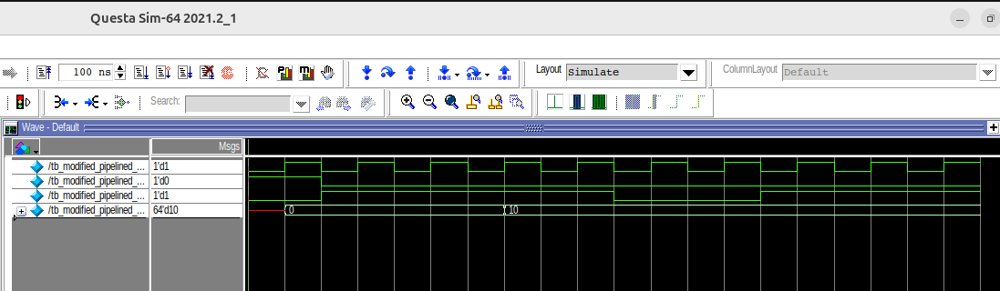 Questa Sim-64 2021.2_1
100 ns
Layout Simulate
ColumnLayout Default
Search:
Wave - Default
Msgs
/tb_modified_pipelined_... 1'd1
/tb_modified_pipelined_... 1'd0
/tb_modified_pipelined_... 1'd1
/tb_modified_pipelined_... 64'd10 0 10